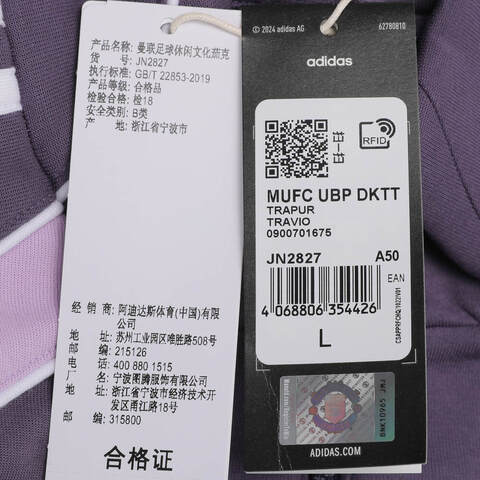 产品名称: 曼联足球休闲文化茄克
货 号: JN2827
执行标准: GB/T 22853-2019
产品等级: 合格品
检验合格: 检18
安全类别: B类
产 地: 浙江省宁波市
经 销 商: 阿迪达斯体育(中国)有限
公司
地 址: 苏州工业园区唯胜路508号
邮 编: 215126
电 话: 400 880 1515
厂 家: 宁波图腾服饰有限公司
地 址: 浙江省宁波市经济技术开
发区甬江路18号
邮 编: 315800
合格证
© 2024 adidas AG
62780810
adidas
RFID
MUFC UBP DKTT
TRAPUR
TRAVIO
0900701675
JN2827
A50
EAN
4 068806 354426
L
BNK10965 JMJ
ADIDAS.COM